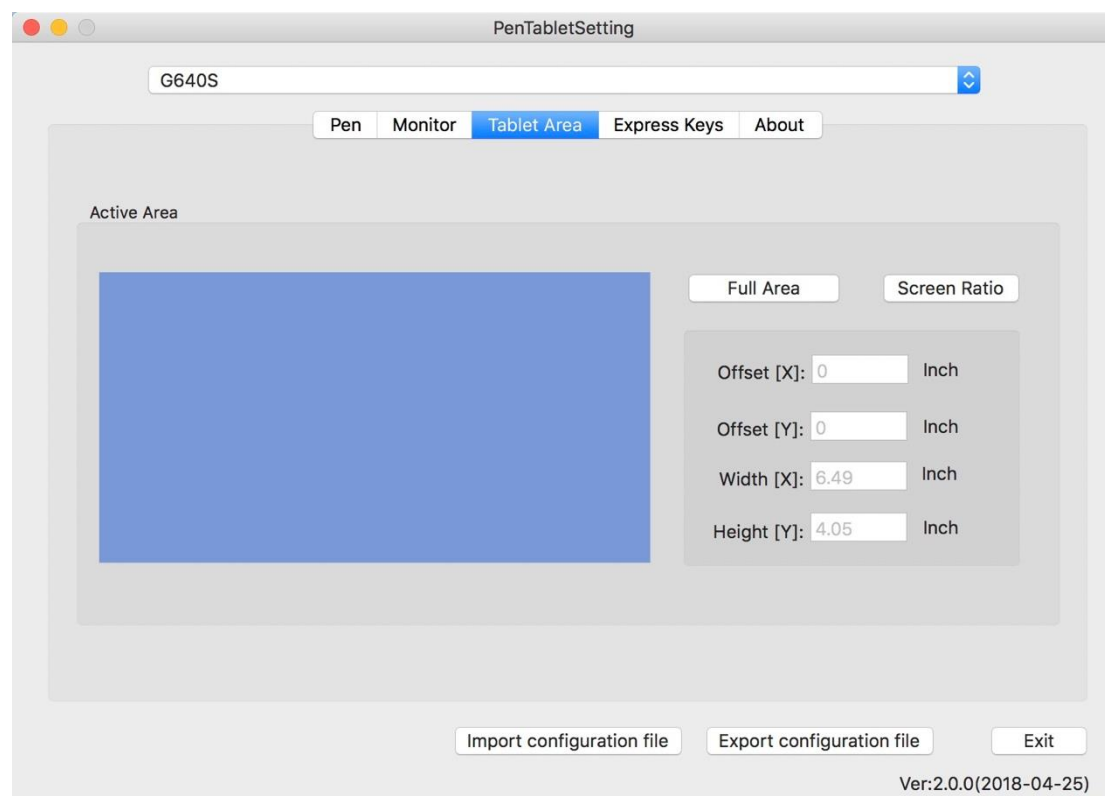 PenTabletSetting
G640S
Pen Monitor Tablet Area Express Keys About
Active Area
Full Area Screen Ratio
Offset [X]: 0 Inch
Offset [Y]: 0 Inch
Width [X]: 6.49 Inch
Height [Y]: 4.05 Inch
Import configuration file Export configuration file Exit
Ver:2.0.0(2018-04-25)